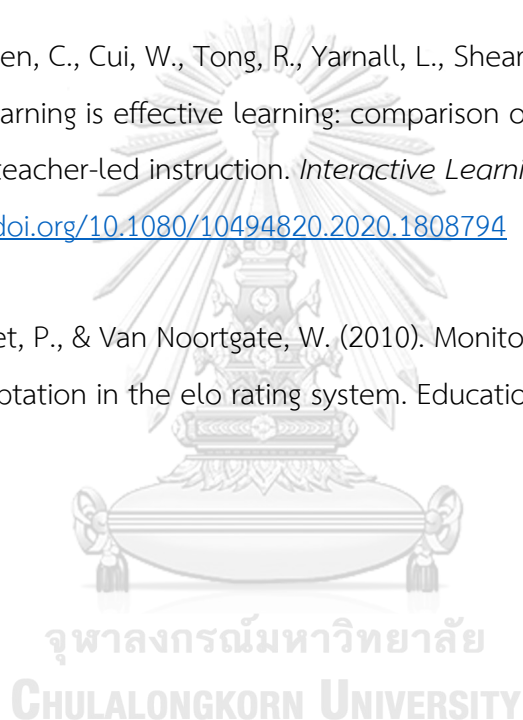 en, C., Cui, W., Tong, R., Yarnall, L., Shear
arning is effective learning: comparison o
teacher-led instruction. Interactive Learni
doi.org/10.1080/10494820.2020.1808794
et, P., & Van Noortgate, W. (2010). Monito
ptation in the elo rating system. Educatio
จุฬาลงกรณ์มหาวิทยาลัย
CHULALONGKORN UNIVERSITY